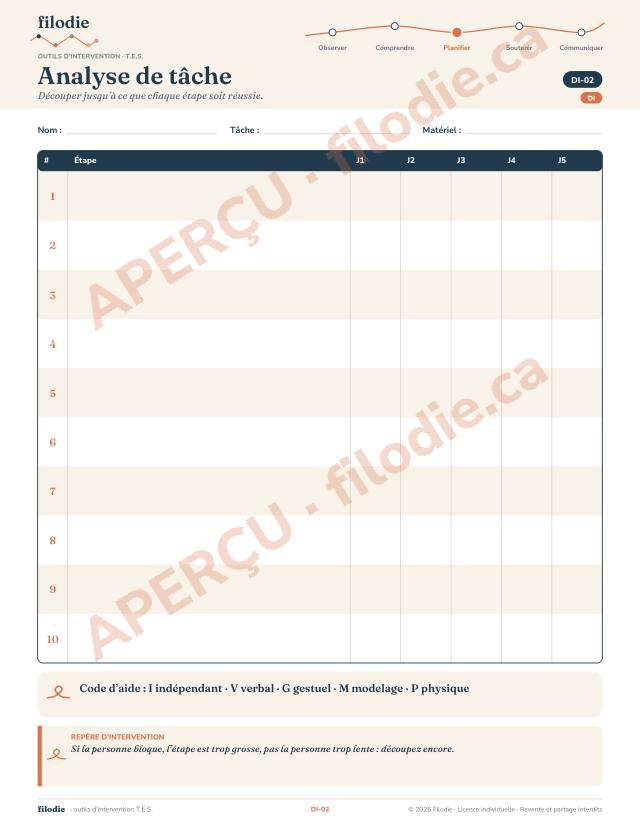 filodie
OUTILS D'INTERVENTION · T.E.S.
Observer Comprendre Planifier Soutenir Communiquer
Analyse de tâche
Découper jusqu'à ce que chaque étape soit réussie.
DI-02
DI
Nom : Tâche : Matériel :
# Étape J1 J2 J3 J4 J5
1
2
3
4
5
6
7
8
9
10
APERÇU · filodie.ca
APERÇU · filodie.ca
Code d'aide : I indépendant · V verbal · G gestuel · M modelage · P physique
REPÈRE D'INTERVENTION
Si la personne bloque, l'étape est trop grosse, pas la personne trop lente : découpez encore.
filodie · outils d'intervention T.E.S. DI-02 © 2026 Filodie · Licence individuelle · Revente et partage interdits